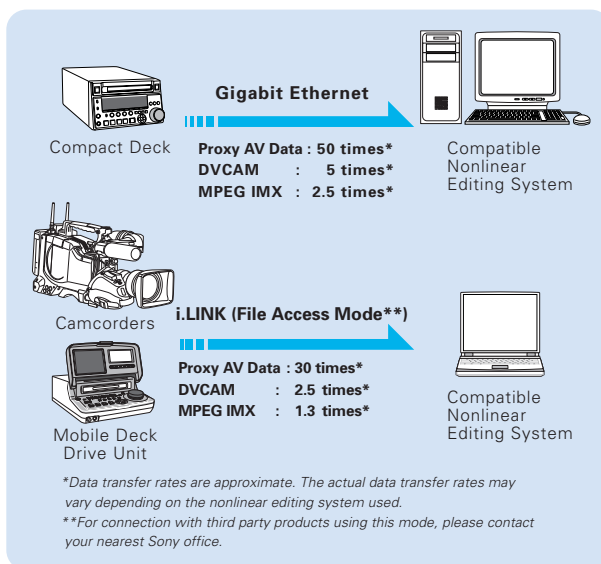 Gigabit Ethernet
Compact Deck
Proxy AV Data : 50 times*
DVCAM : 5 times*
MPEG IMX : 2.5 times*
Compatible
Nonlinear
Editing System
Camcorders
i.LINK (File Access Mode**)
Proxy AV Data : 30 times*
DVCAM : 2.5 times*
MPEG IMX : 1.3 times*
Mobile Deck
Drive Unit
Compatible
Nonlinear
Editing System
*Data transfer rates are approximate. The actual data transfer rates may
vary depending on the nonlinear editing system used.
**For connection with third party products using this mode, please contact
your nearest Sony office.